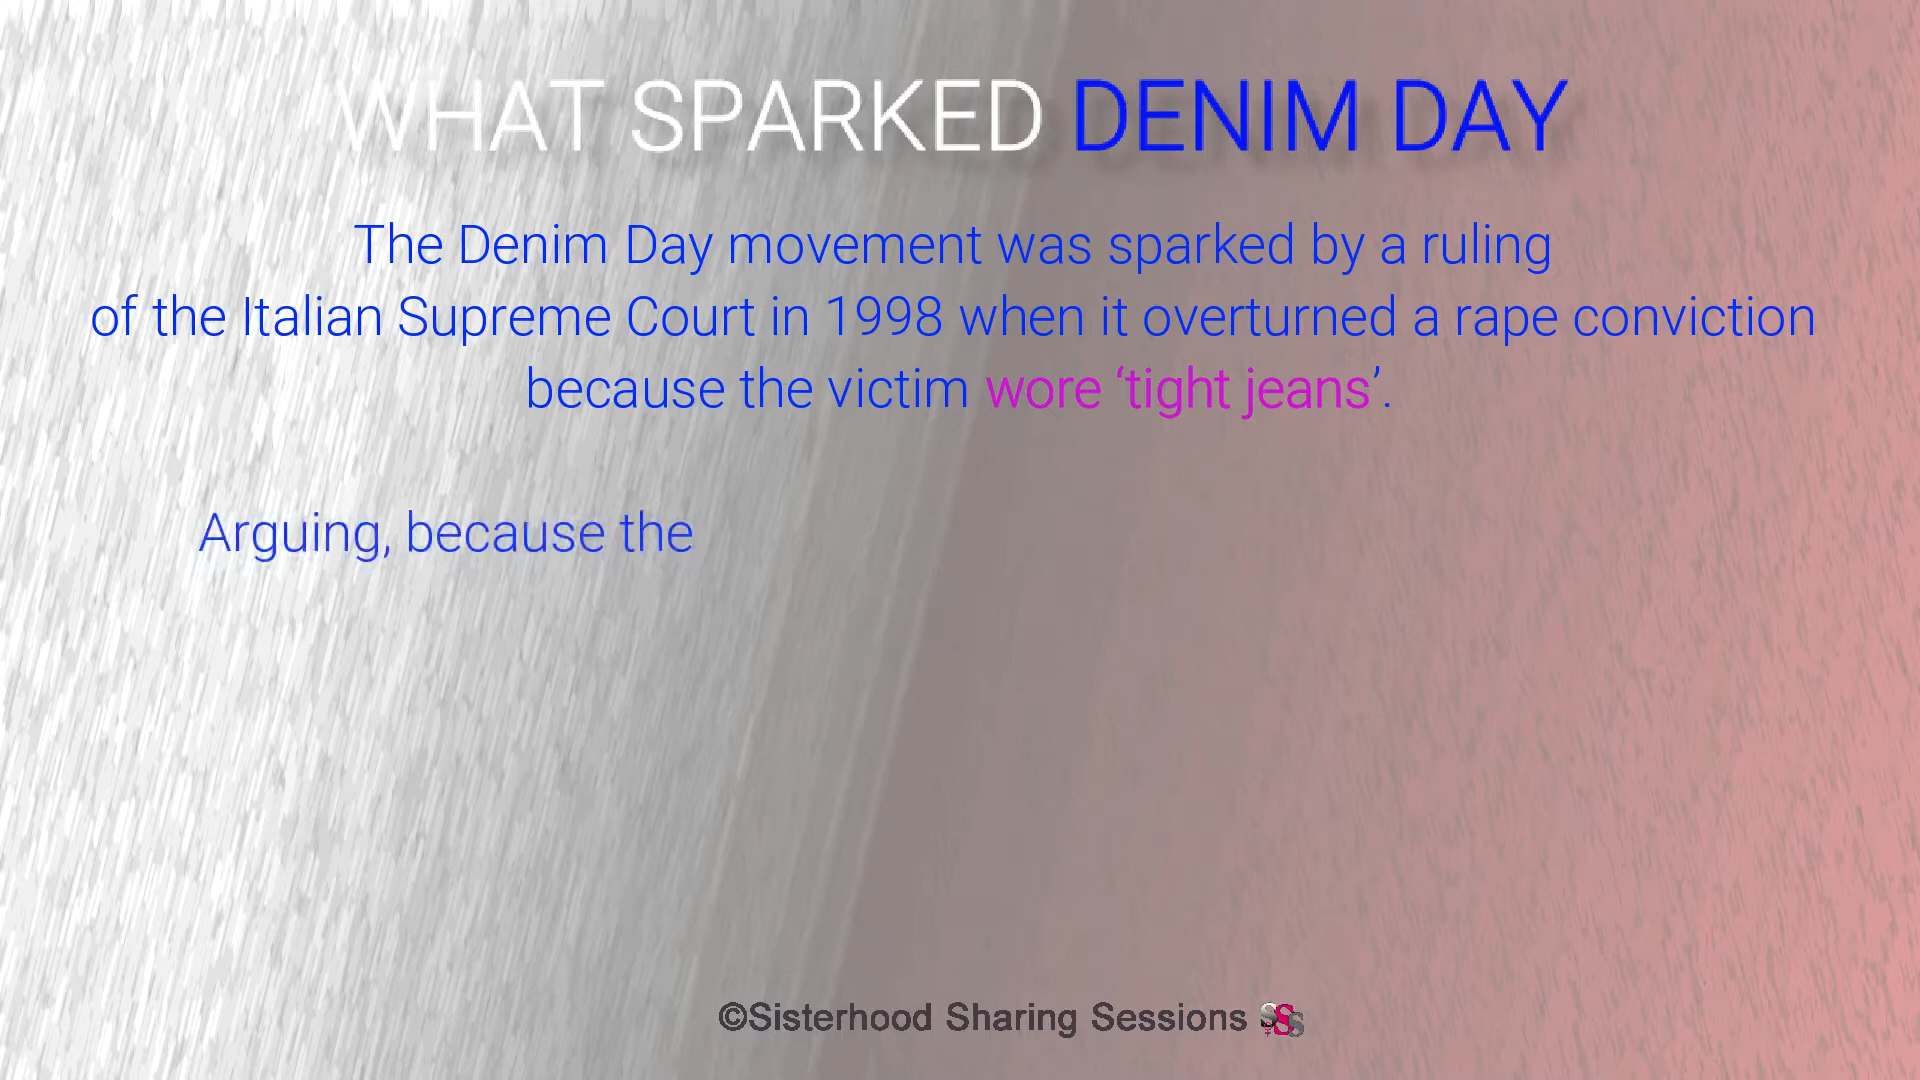 WHAT SPARKED DENIM DAY
The Denim Day movement was sparked by a ruling
of the Italian Supreme Court in 1998 when it overturned a rape conviction
because the victim wore ‘tight jeans’.
Arguing, because the
©Sisterhood Sharing Sessions SSS